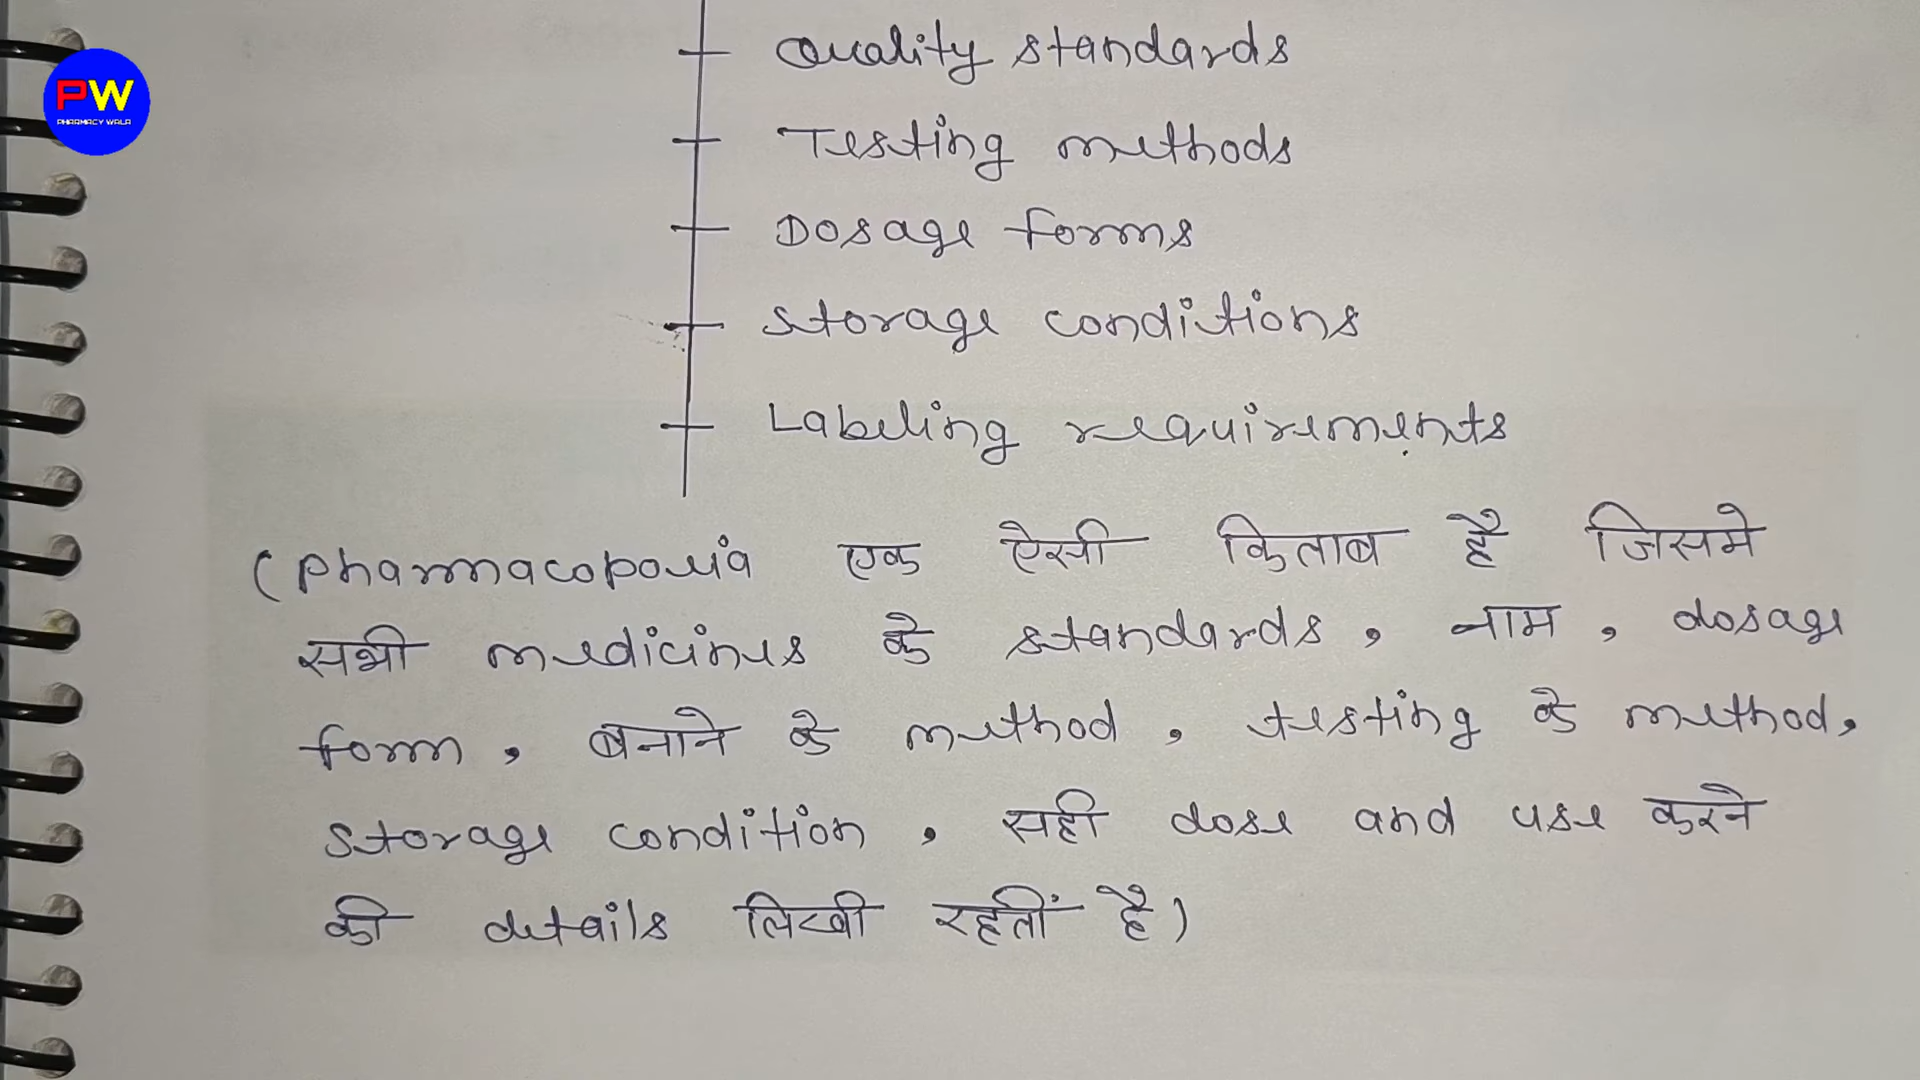 PW
PHARMACY WALA
Quality standards
Testing methods
Dosage forms
Storage conditions
Labeling requirements
(Pharmacopoeia एक ऐसी किताब है जिसमे
सभी medicines के standards, नाम, dosage
form, बनाने के method, testing के method,
storage condition, सही dose and use करने
की details लिखी रहतीं है)